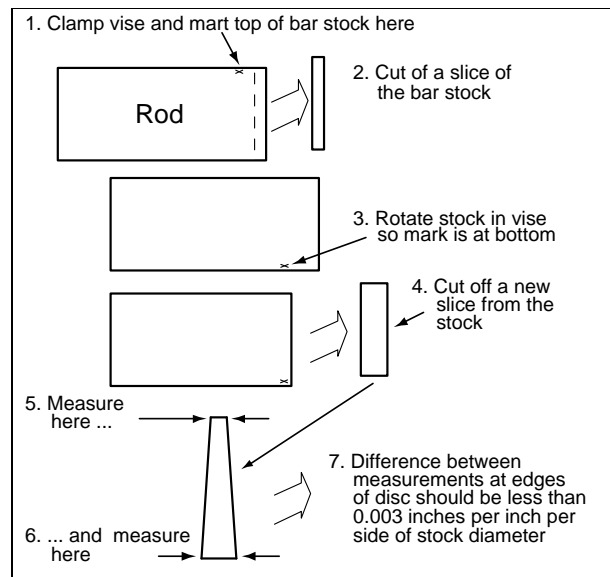 1. Clamp vise and mart top of bar stock here
Rod
2. Cut of a slice of
the bar stock
3. Rotate stock in vise
so mark is at bottom
4. Cut off a new
slice from the
stock
5. Measure
here ...
6. ... and measure
here
7. Difference between
measurements at edges
of disc should be less than
0.003 inches per inch per
side of stock diameter